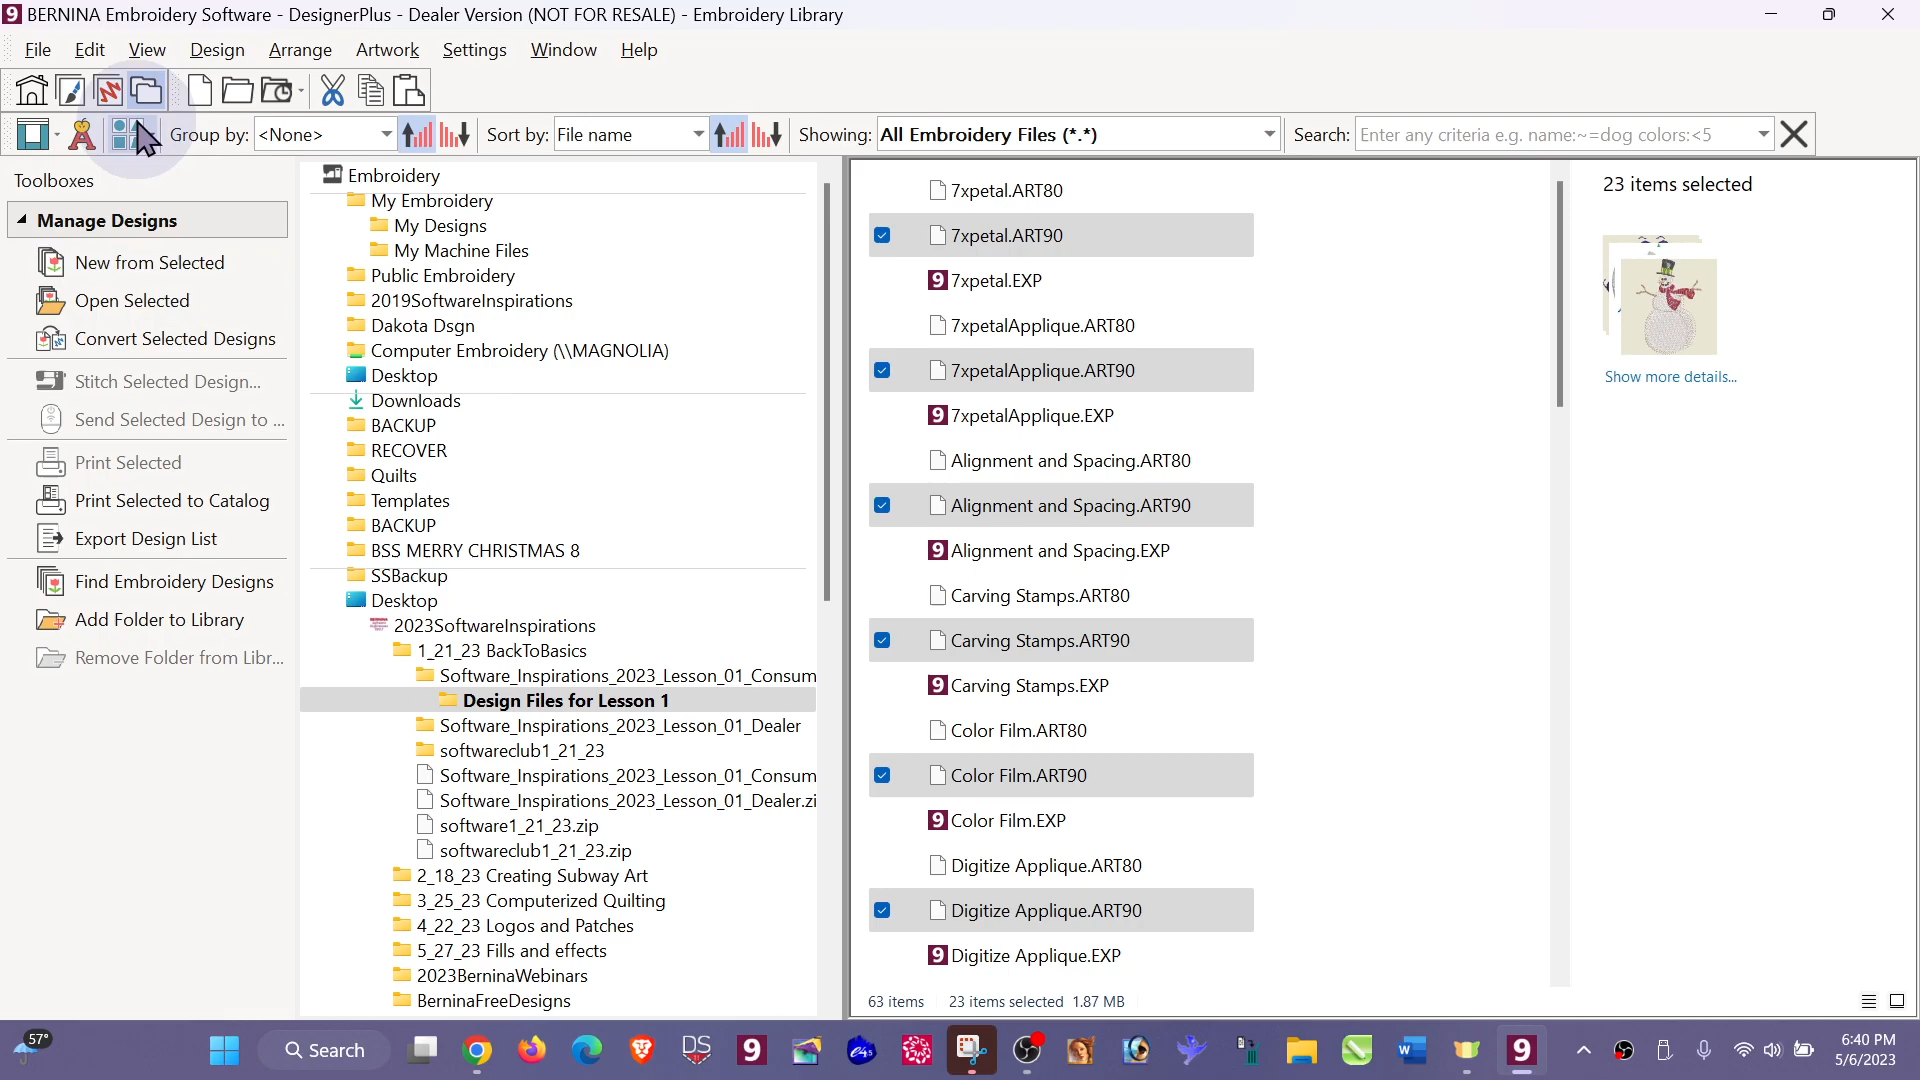 9 BERNINA Embroidery Software - DesignerPlus - Dealer Version (NOT FOR RESALE) - Embroidery Library
File Edit View Design Arrange Artwork Settings Window Help
Group by: <None> Sort by: File name Showing: All Embroidery Files (*.*) Search: Enter any criteria e.g. name:~=dog colors:<5
Toolboxes
Manage Designs
New from Selected
Open Selected
Convert Selected Designs
Stitch Selected Design...
Send Selected Design to ...
Print Selected
Print Selected to Catalog
Export Design List
Find Embroidery Designs
Add Folder to Library
Remove Folder from Libr...
Embroidery
My Embroidery
My Designs
My Machine Files
Public Embroidery
2019SoftwareInspirations
Dakota Dsgn
Computer Embroidery (\\MAGNOLIA)
Desktop
Downloads
BACKUP
RECOVER
Quilts
Templates
BACKUP
BSS MERRY CHRISTMAS 8
SSBackup
Desktop
2023SoftwareInspirations
1_21_23 BackToBasics
Software_Inspirations_2023_Lesson_01_Consum
Design Files for Lesson 1
Software_Inspirations_2023_Lesson_01_Dealer
softwareclub1_21_23
Software_Inspirations_2023_Lesson_01_Consum
Software_Inspirations_2023_Lesson_01_Dealer.zi
software1_21_23.zip
softwareclub1_21_23.zip
2_18_23 Creating Subway Art
3_25_23 Computerized Quilting
4_22_23 Logos and Patches
5_27_23 Fills and effects
2023BerninaWebinars
BerninaFreeDesigns
7xpetal.ART80
7xpetal.ART90
9 7xpetal.EXP
7xpetalApplique.ART80
7xpetalApplique.ART90
9 7xpetalApplique.EXP
Alignment and Spacing.ART80
Alignment and Spacing.ART90
9 Alignment and Spacing.EXP
Carving Stamps.ART80
Carving Stamps.ART90
9 Carving Stamps.EXP
Color Film.ART80
Color Film.ART90
9 Color Film.EXP
Digitize Applique.ART80
Digitize Applique.ART90
9 Digitize Applique.EXP
63 items 23 items selected 1.87 MB
23 items selected
Show more details...
57°
Search
DS
9
9
6:40 PM
5/6/2023